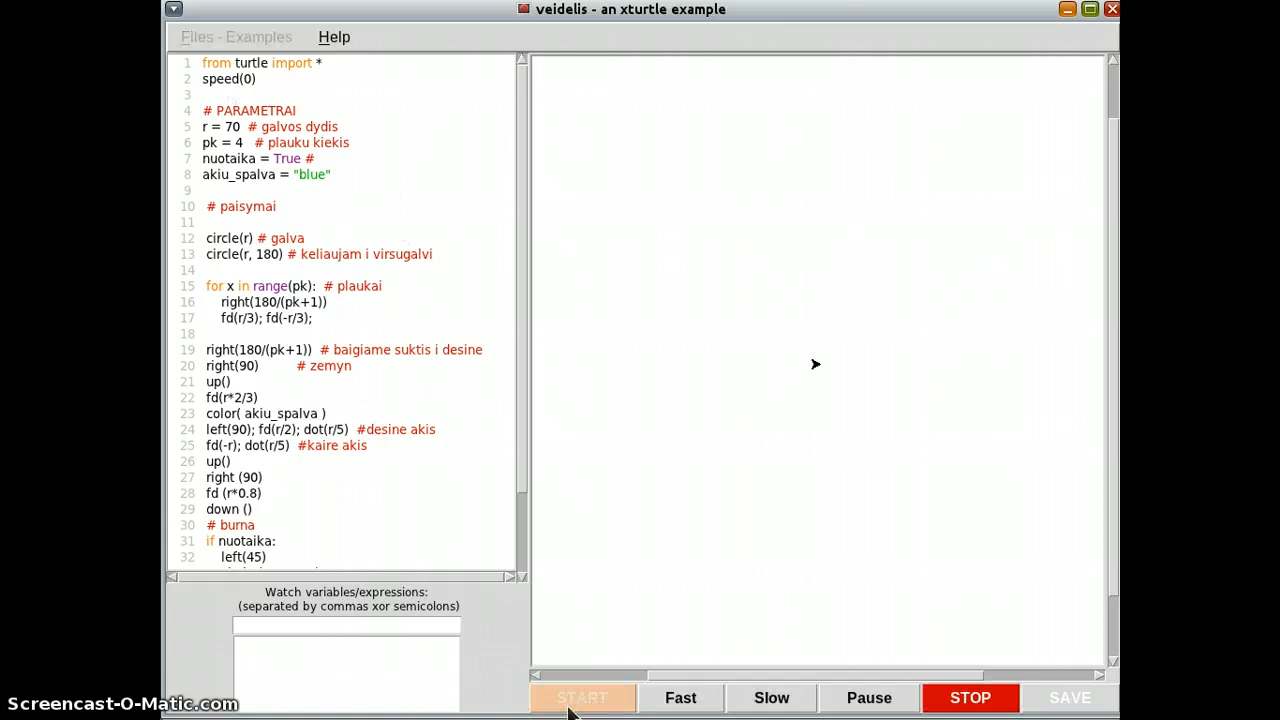 veidelis - an xturtle example
Files - Examples Help
1 from turtle import *
2 speed(0)
3
4 # PARAMETRAI
5 r = 70 # galvos dydis
6 pk = 4 # plauku kiekis
7 nuotaika = True #
8 akiu_spalva = "blue"
9
10 # paisymai
11
12 circle(r) # galva
13 circle(r, 180) # keliaujam i virsugalvi
14
15 for x in range(pk): # plaukai
16 right(180/(pk+1))
17 fd(r/3); fd(-r/3);
18
19 right(180/(pk+1)) # baigiame suktis i desine
20 right(90) # zemyn
21 up()
22 fd(r*2/3)
23 color( akiu_spalva )
24 left(90); fd(r/2); dot(r/5) #desine akis
25 fd(-r); dot(r/5) #kaire akis
26 up()
27 right (90)
28 fd (r*0.8)
29 down ()
30 # burna
31 if nuotaika:
32 left(45)
Watch variables/expressions:
(separated by commas xor semicolons)
START Fast Slow Pause STOP SAVE
Screencast-O-Matic.com